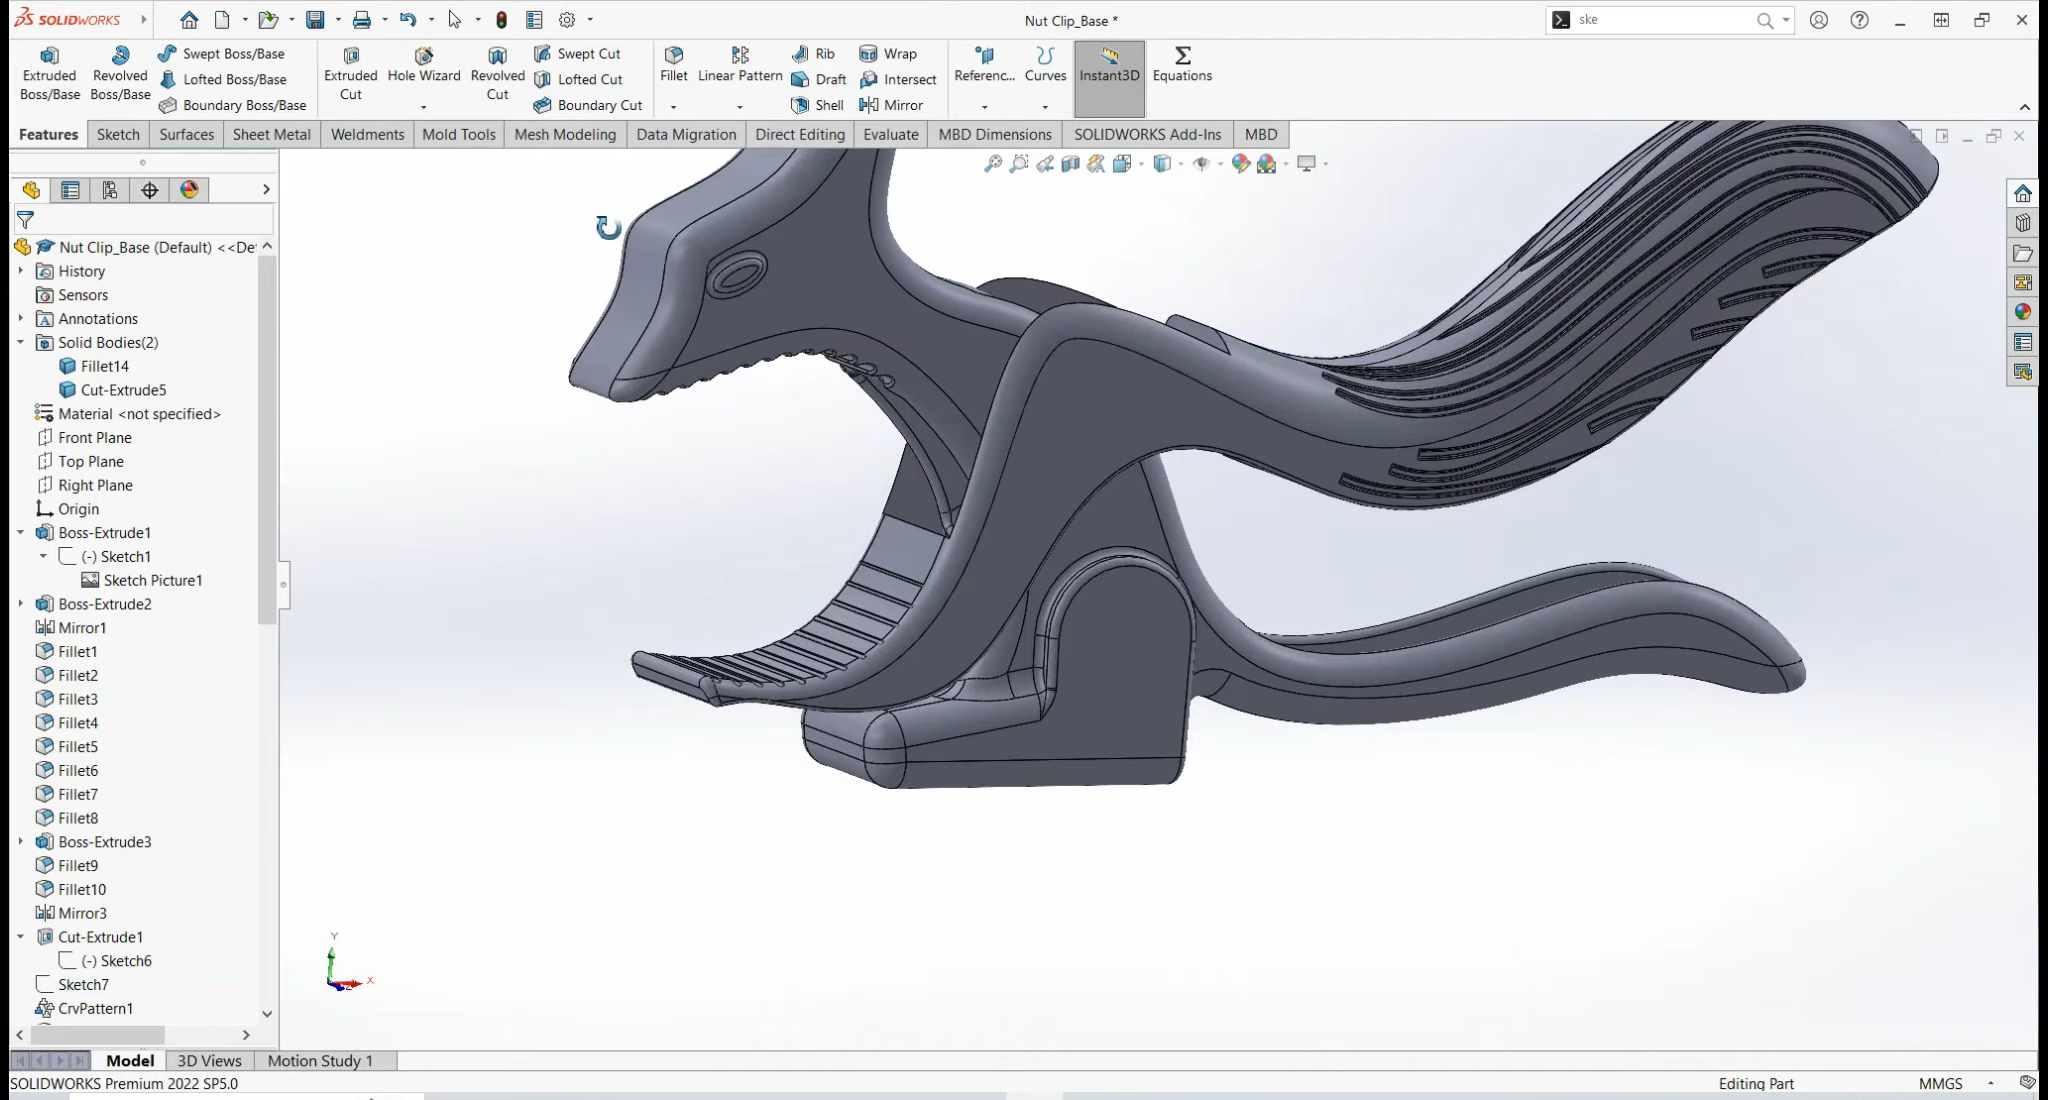 SOLIDWORKS
Nut Clip_Base *
ske
Extruded Boss/Base
Revolved Boss/Base
Swept Boss/Base
Lofted Boss/Base
Boundary Boss/Base
Extruded Cut
Hole Wizard
Revolved Cut
Swept Cut
Lofted Cut
Boundary Cut
Fillet
Linear Pattern
Rib
Draft
Shell
Wrap
Intersect
Mirror
Referenc...
Curves
Instant3D
Equations
Features Sketch Surfaces Sheet Metal Weldments Mold Tools Mesh Modeling Data Migration Direct Editing Evaluate MBD Dimensions SOLIDWORKS Add-Ins MBD
Nut Clip_Base (Default) <<De
History
Sensors
Annotations
Solid Bodies(2)
Fillet14
Cut-Extrude5
Material <not specified>
Front Plane
Top Plane
Right Plane
Origin
Boss-Extrude1
(-) Sketch1
Sketch Picture1
Boss-Extrude2
Mirror1
Fillet1
Fillet2
Fillet3
Fillet4
Fillet5
Fillet6
Fillet7
Fillet8
Boss-Extrude3
Fillet9
Fillet10
Mirror3
Cut-Extrude1
(-) Sketch6
Sketch7
CrvPattern1
Y
X
Z
Model 3D Views Motion Study 1
SOLIDWORKS Premium 2022 SP5.0
Editing Part
MMGS